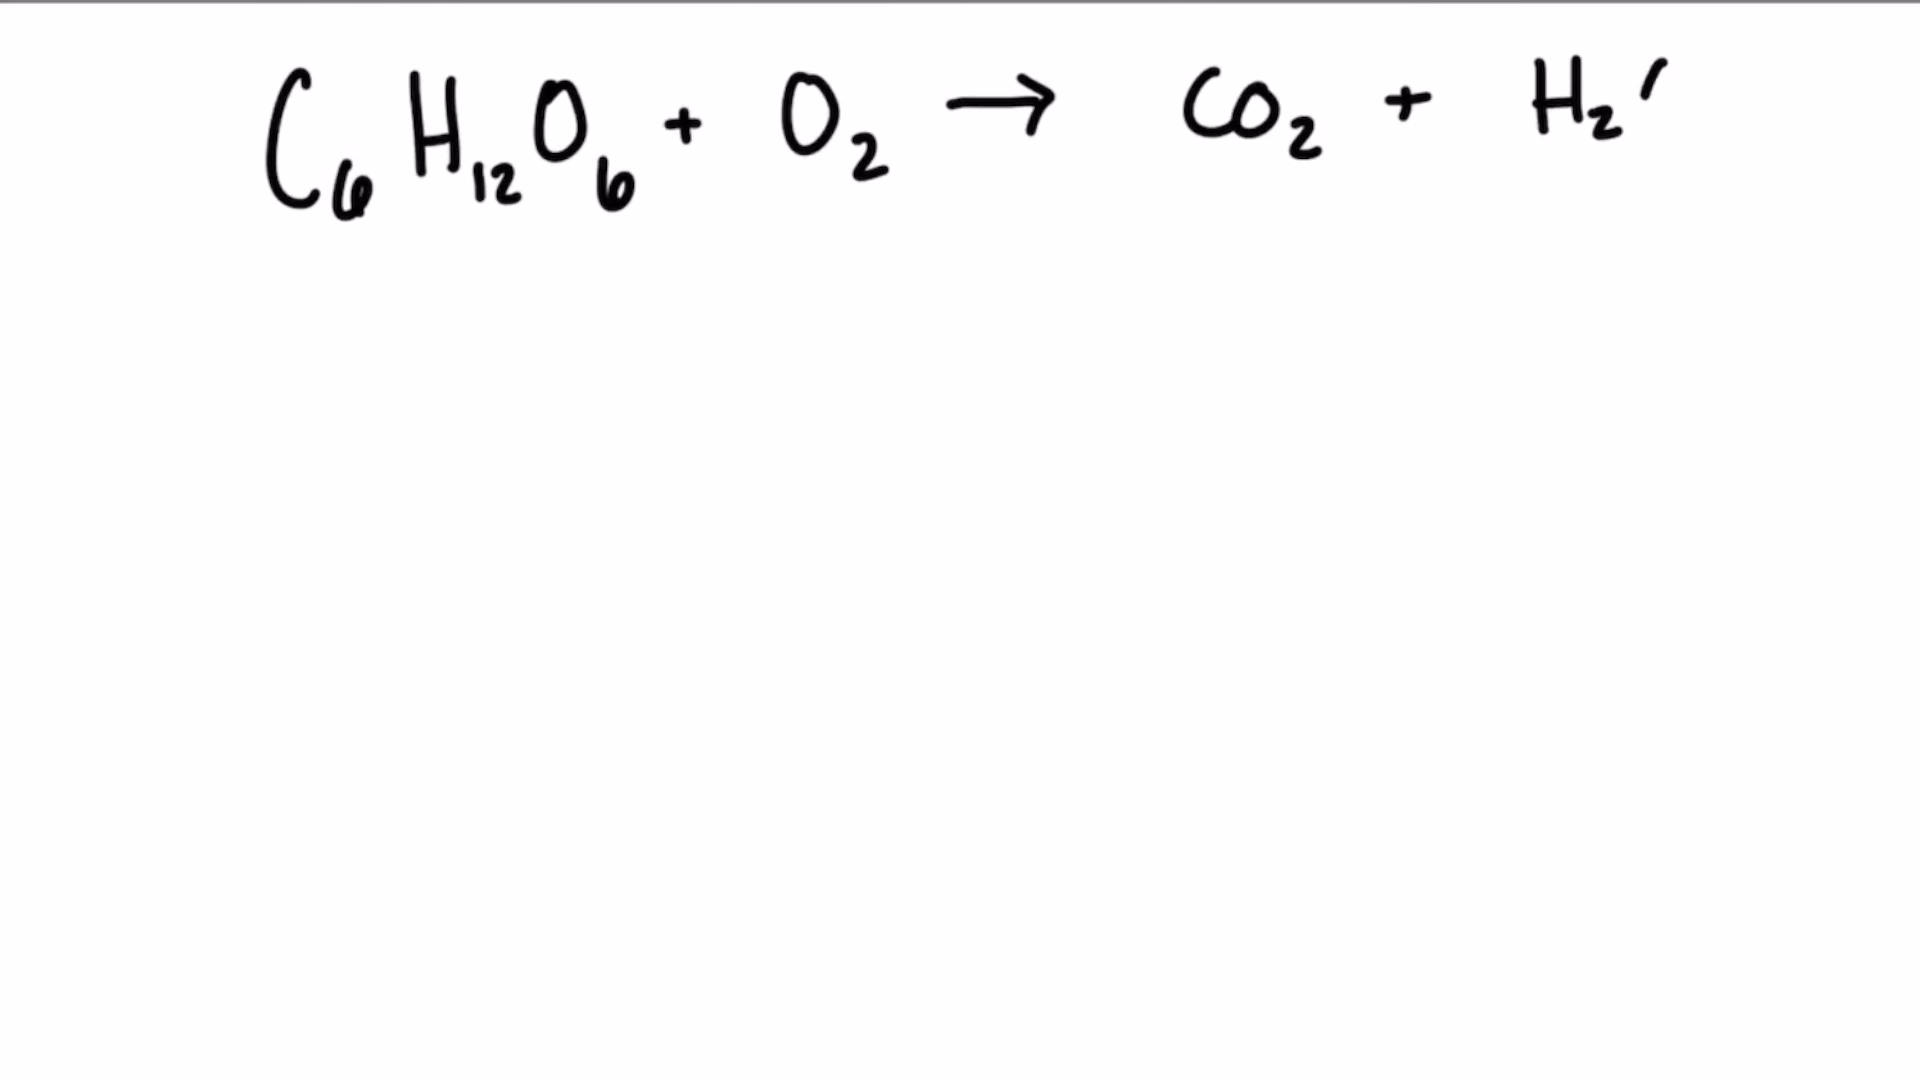 C₆H₁₂O₆ + O₂ → CO₂ + H₂